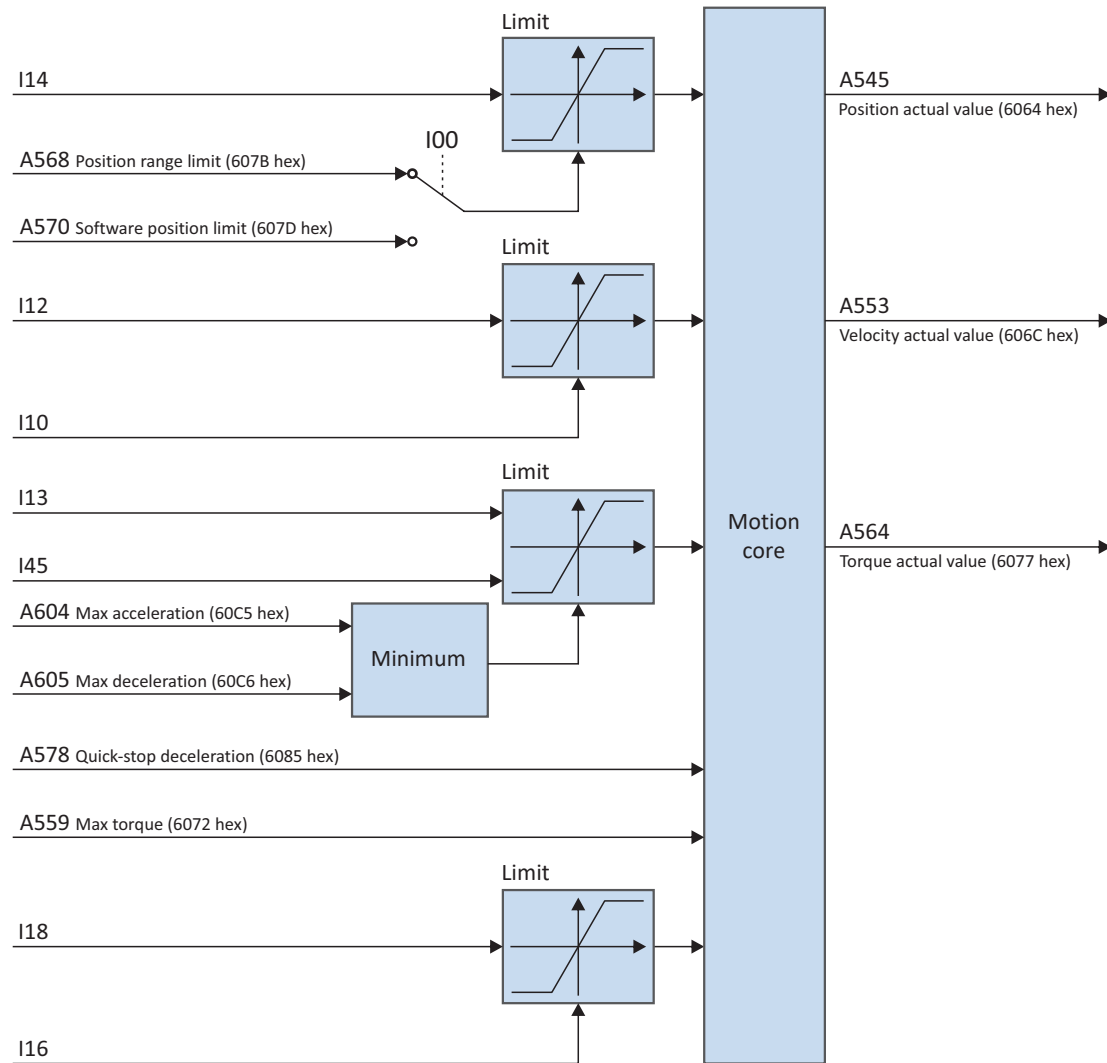 Limit
I14
A545
Position actual value (6064 hex)
I00
A568 Position range limit (607B hex)
A570 Software position limit (607D hex)
Limit
I12
A553
Velocity actual value (606C hex)
I10
Limit
I13
Motion
core
A564
Torque actual value (6077 hex)
I45
A604 Max acceleration (60C5 hex)
Minimum
A605 Max deceleration (60C6 hex)
A578 Quick-stop deceleration (6085 hex)
A559 Max torque (6072 hex)
Limit
I18
I16